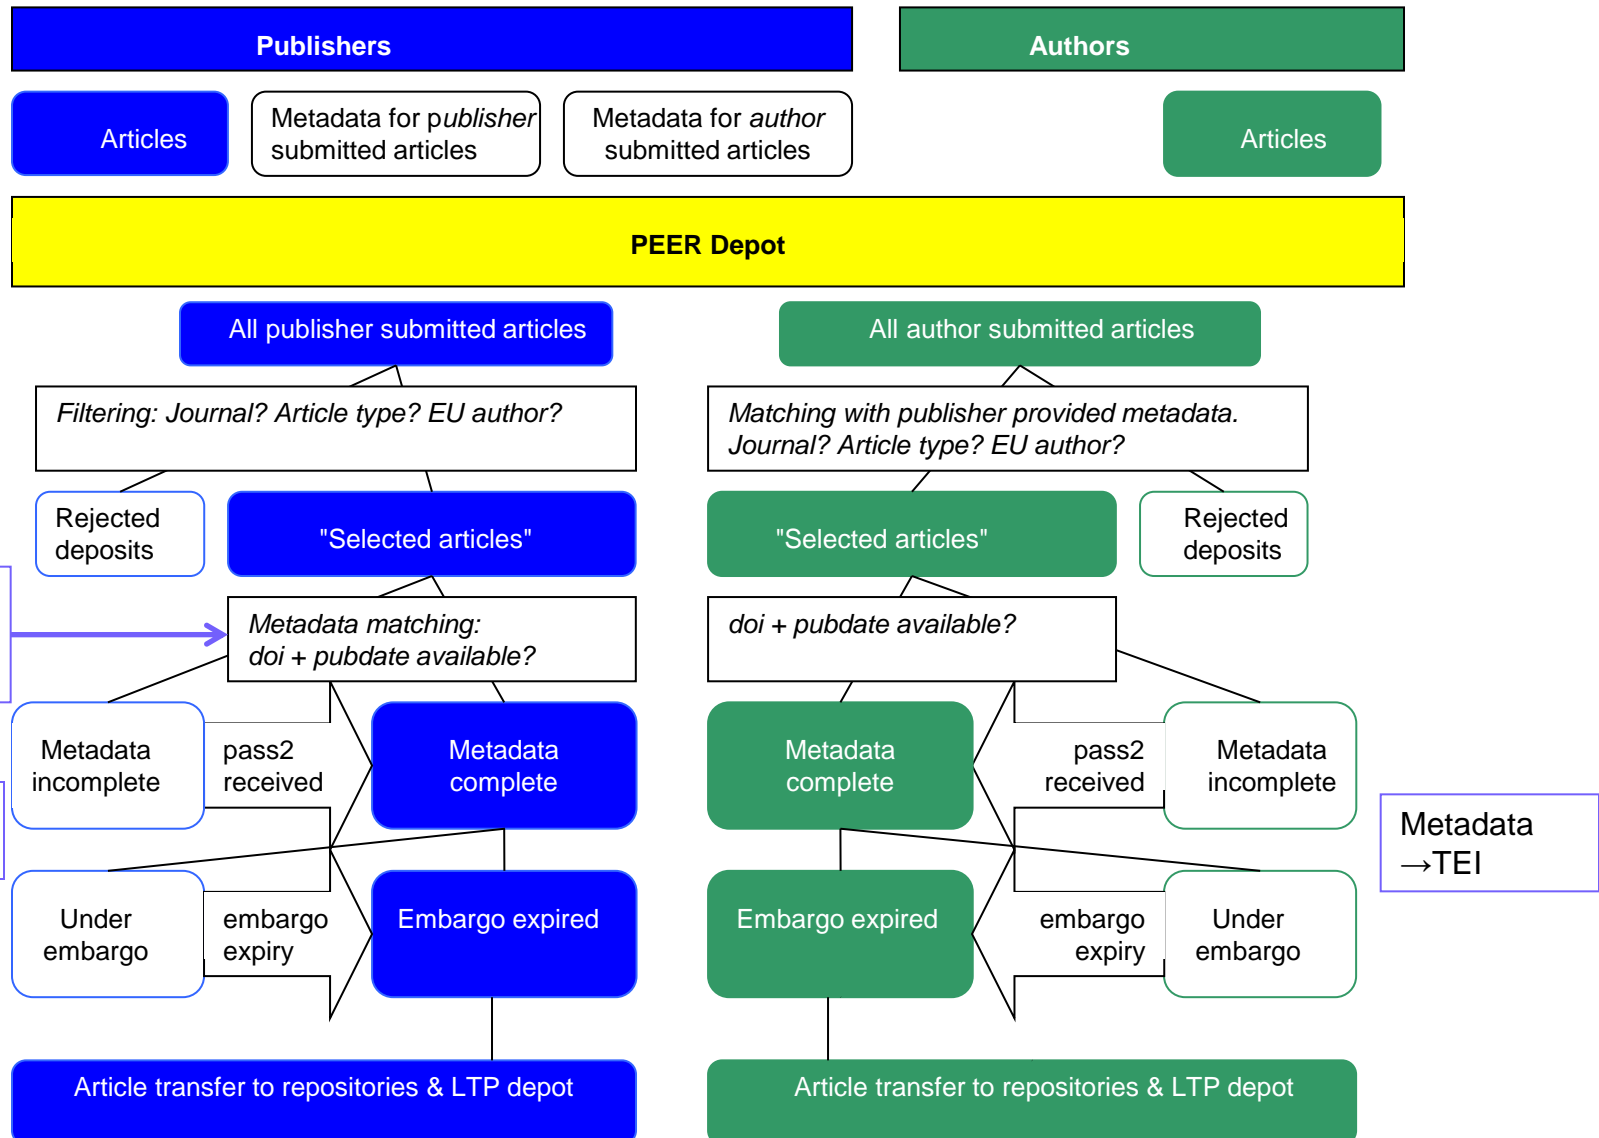 Publishers
Authors
Articles
Metadata for publisher
submitted articles
Metadata for author
submitted articles
Articles
PEER Depot
All publisher submitted articles
All author submitted articles
Filtering: Journal? Article type? EU author?
Matching with publisher provided metadata.
Journal? Article type? EU author?
Rejected
deposits
"Selected articles"
"Selected articles"
Rejected
deposits
Metadata matching:
doi + pubdate available?
doi + pubdate available?
Metadata
incomplete
pass2
received
Metadata
complete
Metadata
complete
pass2
received
Metadata
incomplete
Metadata
→TEI
Under
embargo
embargo
expiry
Embargo expired
Embargo expired
embargo
expiry
Under
embargo
Article transfer to repositories & LTP depot
Article transfer to repositories & LTP depot